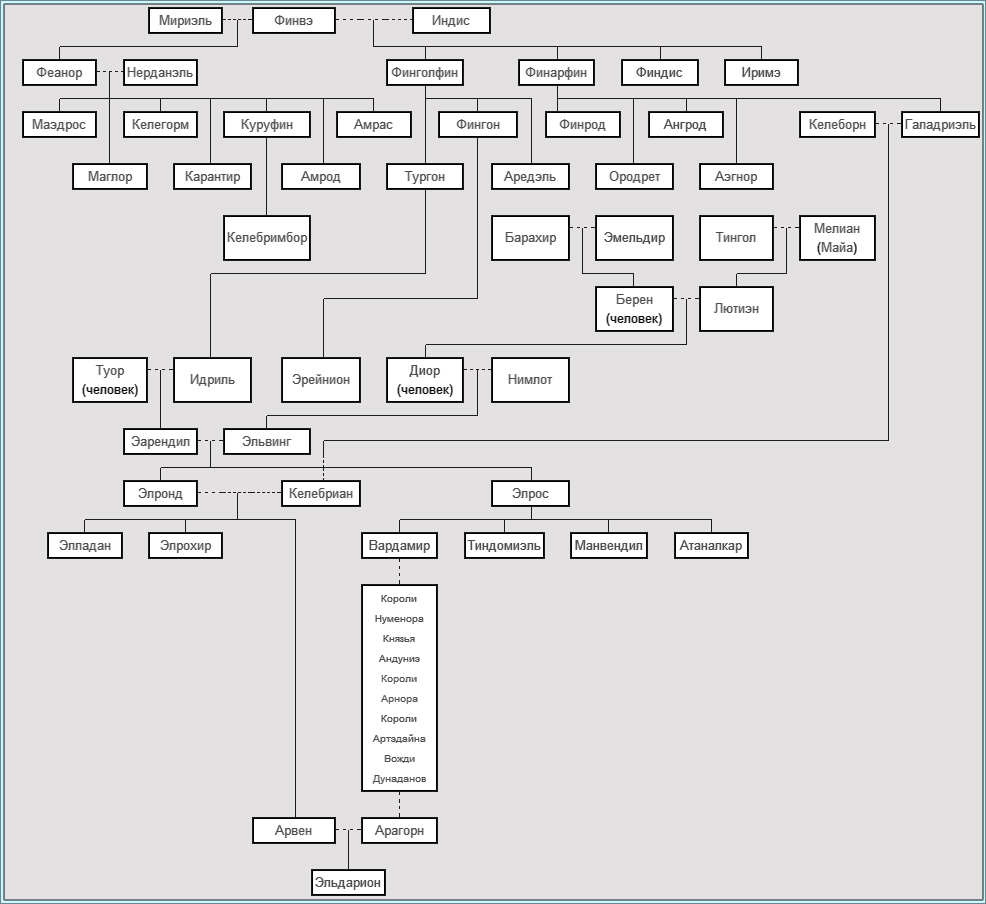 Мириэль
Финвэ
Индис
Феанор
Нерданэль
Финголфин
Финарфин
Финдис
Иримэ
Маэдрос
Келегорм
Куруфин
Амрас
Фингон
Финрод
Ангрод
Келеборн
Галадриэль
Маглор
Карантир
Амрод
Тургон
Аредэль
Ородрет
Аэгнор
Келебримбор
Барахир
Эмельдир
Тингол
Мелиан
(Майа)
Берен
(человек)
Лютиэн
Туор
(человек)
Идриль
Эрейнион
Диор
(человек)
Нимлот
Эарендил
Эльвинг
Элронд
Келебриан
Элрос
Элладан
Элрохир
Вардамир
Тиндомиэль
Манвендил
Атаналкар
Короли
Нуменора
Князья
Андуниэ
Короли
Арнора
Короли
Артэдайна
Вожди
Дунаданов
Арвен
Арагорн
Эльдарион